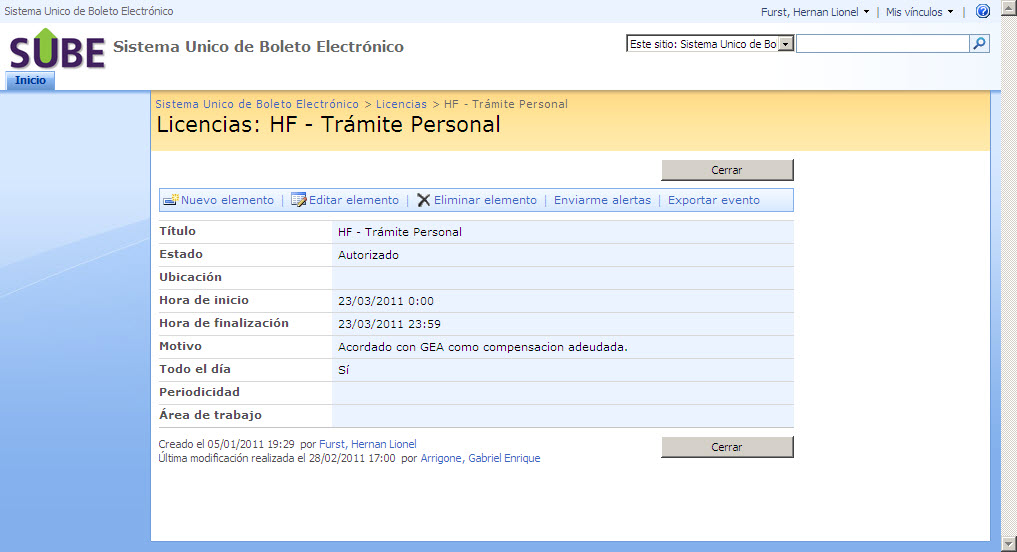 Sistema Unico de Boleto Electrónico
Furst, Hernan Lionel | Mis vínculos |
SUBE Sistema Unico de Boleto Electrónico
Este sitio: Sistema Unico de Bo
Inicio
Sistema Unico de Boleto Electrónico > Licencias > HF - Trámite Personal
Licencias: HF - Trámite Personal
Cerrar
Nuevo elemento | Editar elemento | Eliminar elemento | Enviarme alertas | Exportar evento
Título HF - Trámite Personal
Estado Autorizado
Ubicación
Hora de inicio 23/03/2011 0:00
Hora de finalización 23/03/2011 23:59
Motivo Acordado con GEA como compensacion adeudada.
Todo el día Sí
Periodicidad
Área de trabajo
Creado el 05/01/2011 19:29 por Furst, Hernan Lionel
Última modificación realizada el 28/02/2011 17:00 por Arrigone, Gabriel Enrique
Cerrar